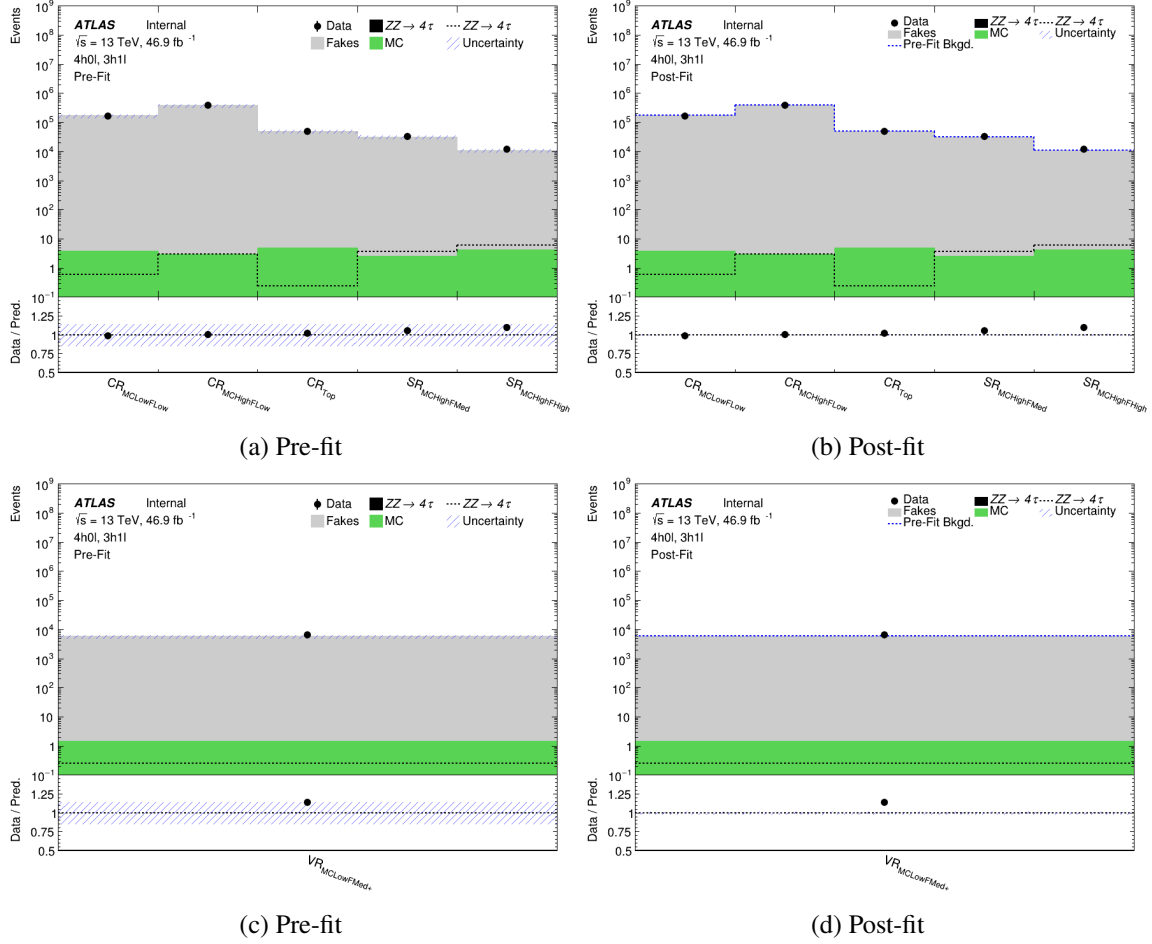 Events
10⁹
10⁸
10⁷
10⁶
10⁵
10⁴
10³
10²
10
1
10⁻¹
ATLAS Internal
√s = 13 TeV, 46.9 fb⁻¹
4h0l, 3h1l
Pre-Fit
Data ZZ → 4τ ZZ → 4τ
Fakes MC Uncertainty
Data / Pred.
1.25
1
0.75
0.5
CR_MCLowFLow CR_MCHighFLow CR_Top SR_MCHighFMed SR_MCHighFHigh
(a) Pre-fit
Events
10⁹
10⁸
10⁷
10⁶
10⁵
10⁴
10³
10²
10
1
10⁻¹
ATLAS Internal
√s = 13 TeV, 46.9 fb⁻¹
4h0l, 3h1l
Post-Fit
Data ZZ → 4τ ZZ → 4τ
Fakes MC Uncertainty
Pre-Fit Bkgd.
Data / Pred.
1.25
1
0.75
0.5
CR_MCLowFLow CR_MCHighFLow CR_Top SR_MCHighFMed SR_MCHighFHigh
(b) Post-fit
Events
10⁹
10⁸
10⁷
10⁶
10⁵
10⁴
10³
10²
10
1
10⁻¹
ATLAS Internal
√s = 13 TeV, 46.9 fb⁻¹
4h0l, 3h1l
Pre-Fit
Data ZZ → 4τ ZZ → 4τ
Fakes MC Uncertainty
Data / Pred.
1.25
1
0.75
0.5
VR_MCLowFMed+
(c) Pre-fit
Events
10⁹
10⁸
10⁷
10⁶
10⁵
10⁴
10³
10²
10
1
10⁻¹
ATLAS Internal
√s = 13 TeV, 46.9 fb⁻¹
4h0l, 3h1l
Post-Fit
Data ZZ → 4τ ZZ → 4τ
Fakes MC Uncertainty
Pre-Fit Bkgd.
Data / Pred.
1.25
1
0.75
0.5
VR_MCLowFMed+
(d) Post-fit